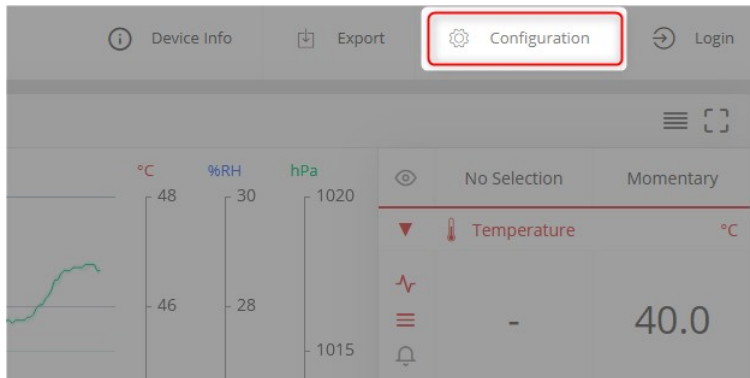 Device Info Export Configuration Login
°C %RH hPa No Selection Momentary
48 30 1020
Temperature °C
46 28 - 40.0
1015